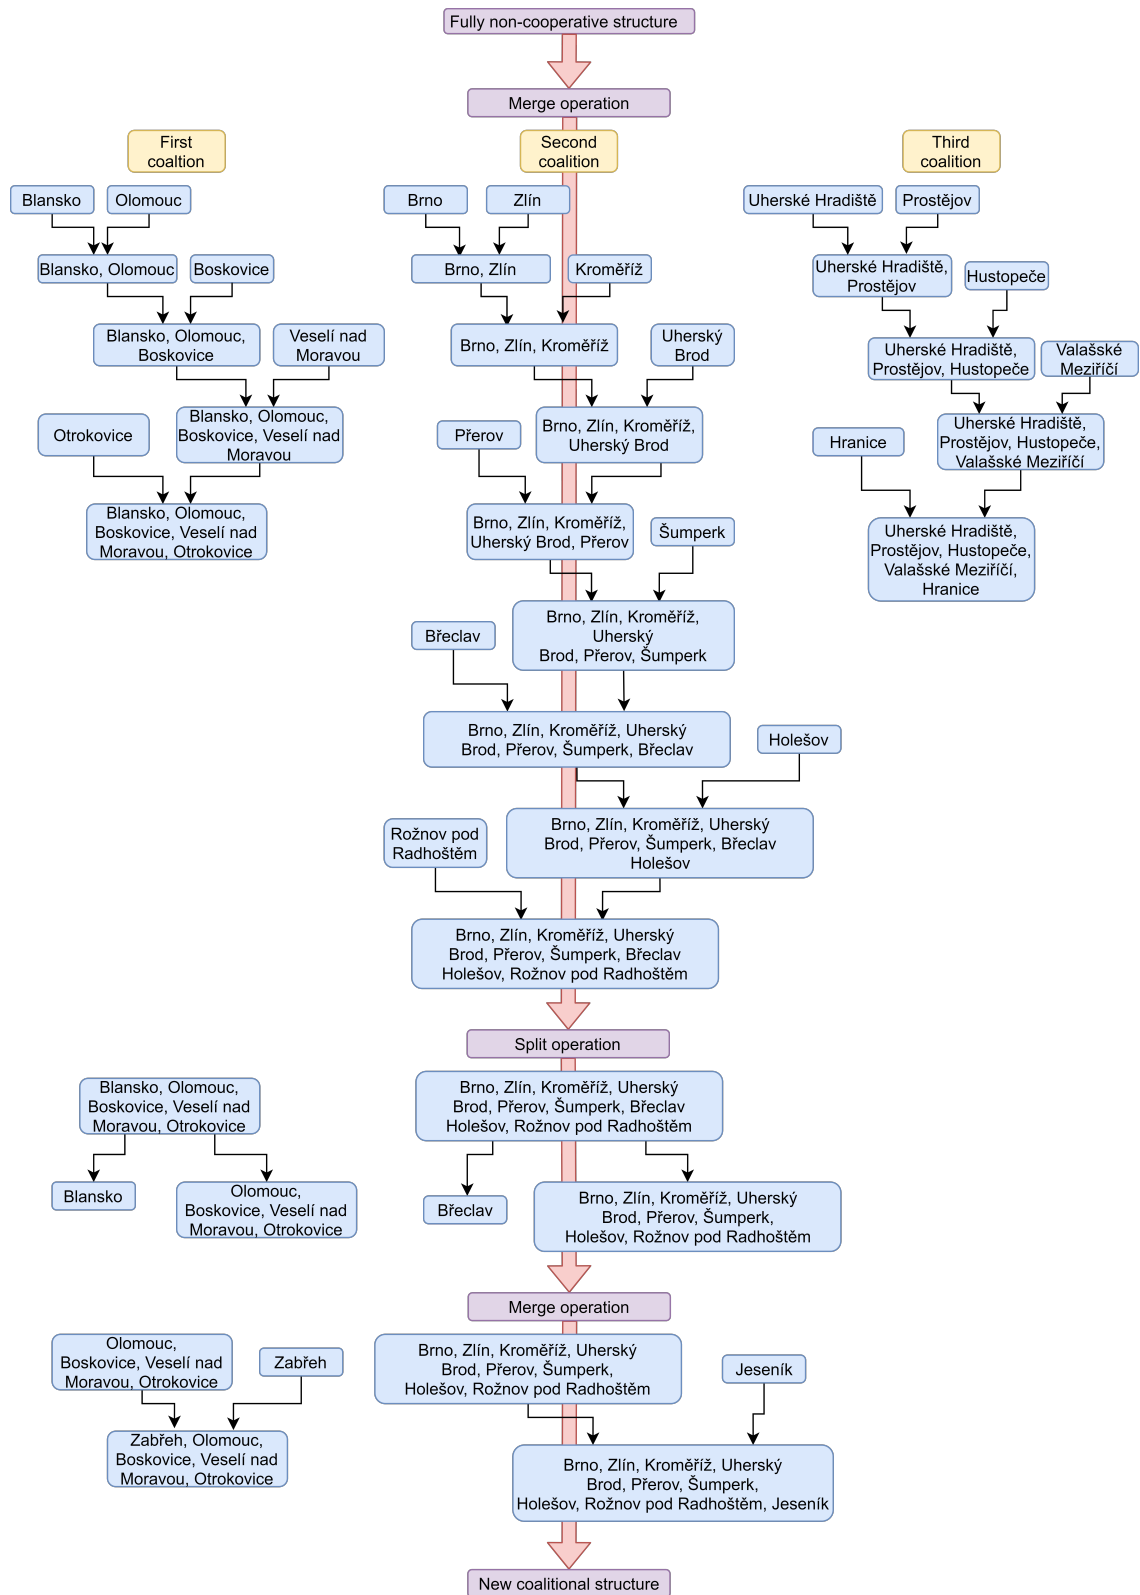 Fully non-cooperative structure
Merge operation
First
coaltion
Second
coalition
Third
coalition
Blansko
Olomouc
Brno
Zlín
Uherské Hradiště
Prostějov
Blansko, Olomouc
Boskovice
Brno, Zlín
Kroměříž
Uherské Hradiště,
Prostějov
Hustopeče
Blansko, Olomouc,
Boskovice
Veselí nad
Moravou
Brno, Zlín, Kroměříž
Uherský
Brod
Uherské Hradiště,
Prostějov, Hustopeče
Valašské
Meziříčí
Otrokovice
Blansko, Olomouc,
Boskovice, Veselí nad
Moravou
Přerov
Brno, Zlín, Kroměříž,
Uherský Brod
Hranice
Uherské Hradiště,
Prostějov, Hustopeče,
Valašské Meziříčí
Blansko, Olomouc,
Boskovice, Veselí nad
Moravou, Otrokovice
Brno, Zlín, Kroměříž,
Uherský Brod, Přerov
Šumperk
Uherské Hradiště,
Prostějov, Hustopeče,
Valašské Meziříčí,
Hranice
Břeclav
Brno, Zlín, Kroměříž,
Uherský
Brod, Přerov, Šumperk
Brno, Zlín, Kroměříž, Uherský
Brod, Přerov, Šumperk, Břeclav
Holešov
Rožnov pod
Radhoštěm
Brno, Zlín, Kroměříž, Uherský
Brod, Přerov, Šumperk, Břeclav
Holešov
Brno, Zlín, Kroměříž, Uherský
Brod, Přerov, Šumperk, Břeclav
Holešov, Rožnov pod Radhoštěm
Split operation
Blansko, Olomouc,
Boskovice, Veselí nad
Moravou, Otrokovice
Brno, Zlín, Kroměříž, Uherský
Brod, Přerov, Šumperk, Břeclav
Holešov, Rožnov pod Radhoštěm
Blansko
Olomouc,
Boskovice, Veselí nad
Moravou, Otrokovice
Břeclav
Brno, Zlín, Kroměříž, Uherský
Brod, Přerov, Šumperk,
Holešov, Rožnov pod Radhoštěm
Merge operation
Olomouc,
Boskovice, Veselí nad
Moravou, Otrokovice
Zabřeh
Brno, Zlín, Kroměříž, Uherský
Brod, Přerov, Šumperk,
Holešov, Rožnov pod Radhoštěm
Jeseník
Zabřeh, Olomouc,
Boskovice, Veselí nad
Moravou, Otrokovice
Brno, Zlín, Kroměříž, Uherský
Brod, Přerov, Šumperk,
Holešov, Rožnov pod Radhoštěm, Jeseník
New coalitional structure